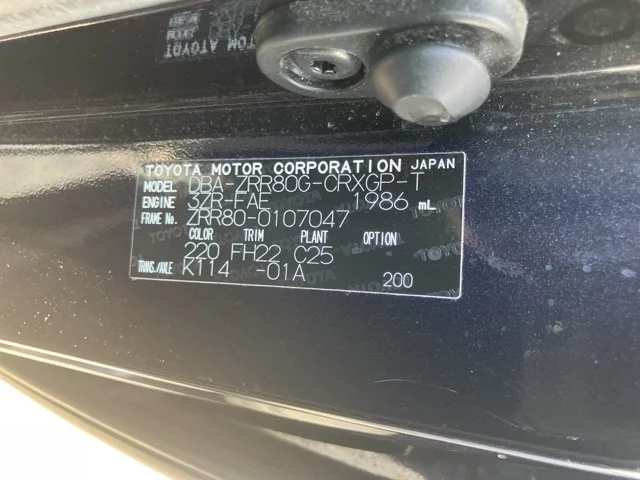 TOYOTA MOTOR CORPORATION JAPAN
MODEL DBA-ZRR80G-CRXGP-T
ENGINE 3ZR-FAE 1986 mL
FRAME No. ZRR80-0107047
COLOR TRIM PLANT OPTION
220 FH22 C25
TRANS./AXLE K114 -01A 200